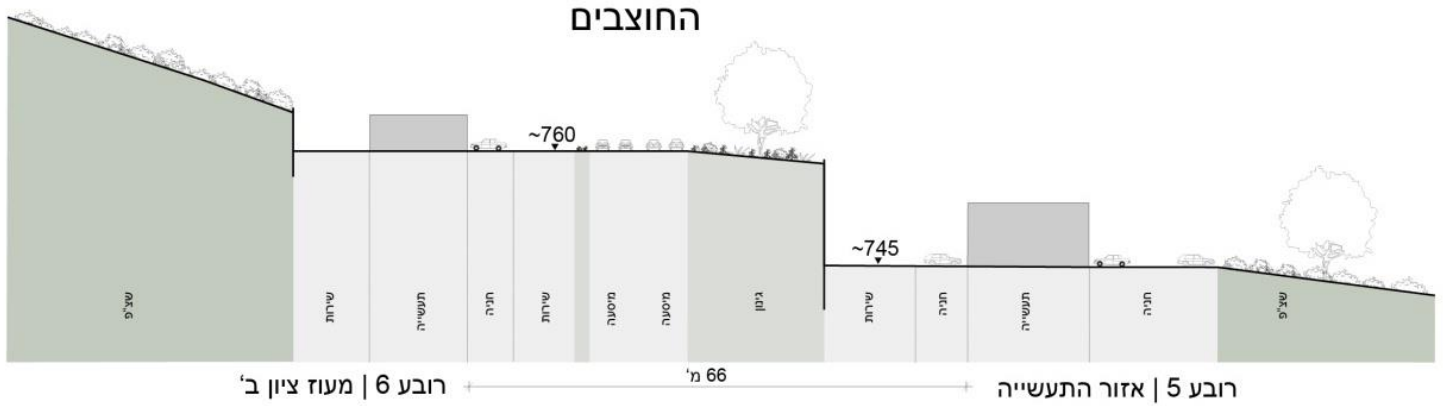 החוצבים
~760
~745
שצ"פ
שירות
תעשייה
חניה
שירות
מיסעה
מיסעה
גינון
שירות
חניה
תעשייה
חניה
שצ"פ
66 מ'
רובע 6 | מעוז ציון ב'
רובע 5 | אזור התעשייה